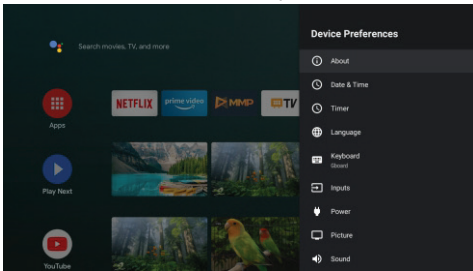 Search movies, TV, and more
Apps
NETFLIX
prime video
MMP
TV
Play Next
YouTube
Device Preferences
About
Date & Time
Timer
Language
Keyboard
Gboard
Inputs
Power
Picture
Sound